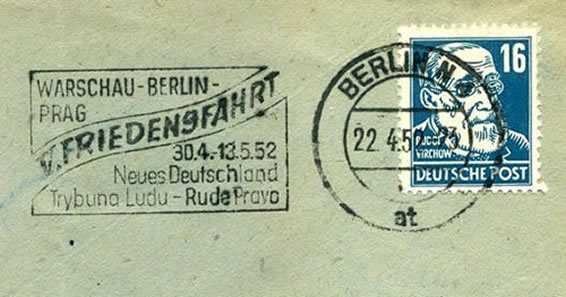 WARSCHAU-BERLIN-
PRAG
V. FRIEDENSFAHRT
30.4.-13.5.52
Neues Deutschland
Trybuna Ludu - Rude Pravo
BERLIN N
22.4.52
at
16
VIRCHOW
DEUTSCHE POST